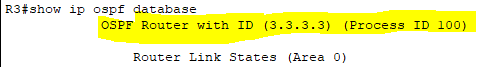 R3#show ip ospf database
OSPF Router with ID (3.3.3.3) (Process ID 100)
Router Link States (Area 0)